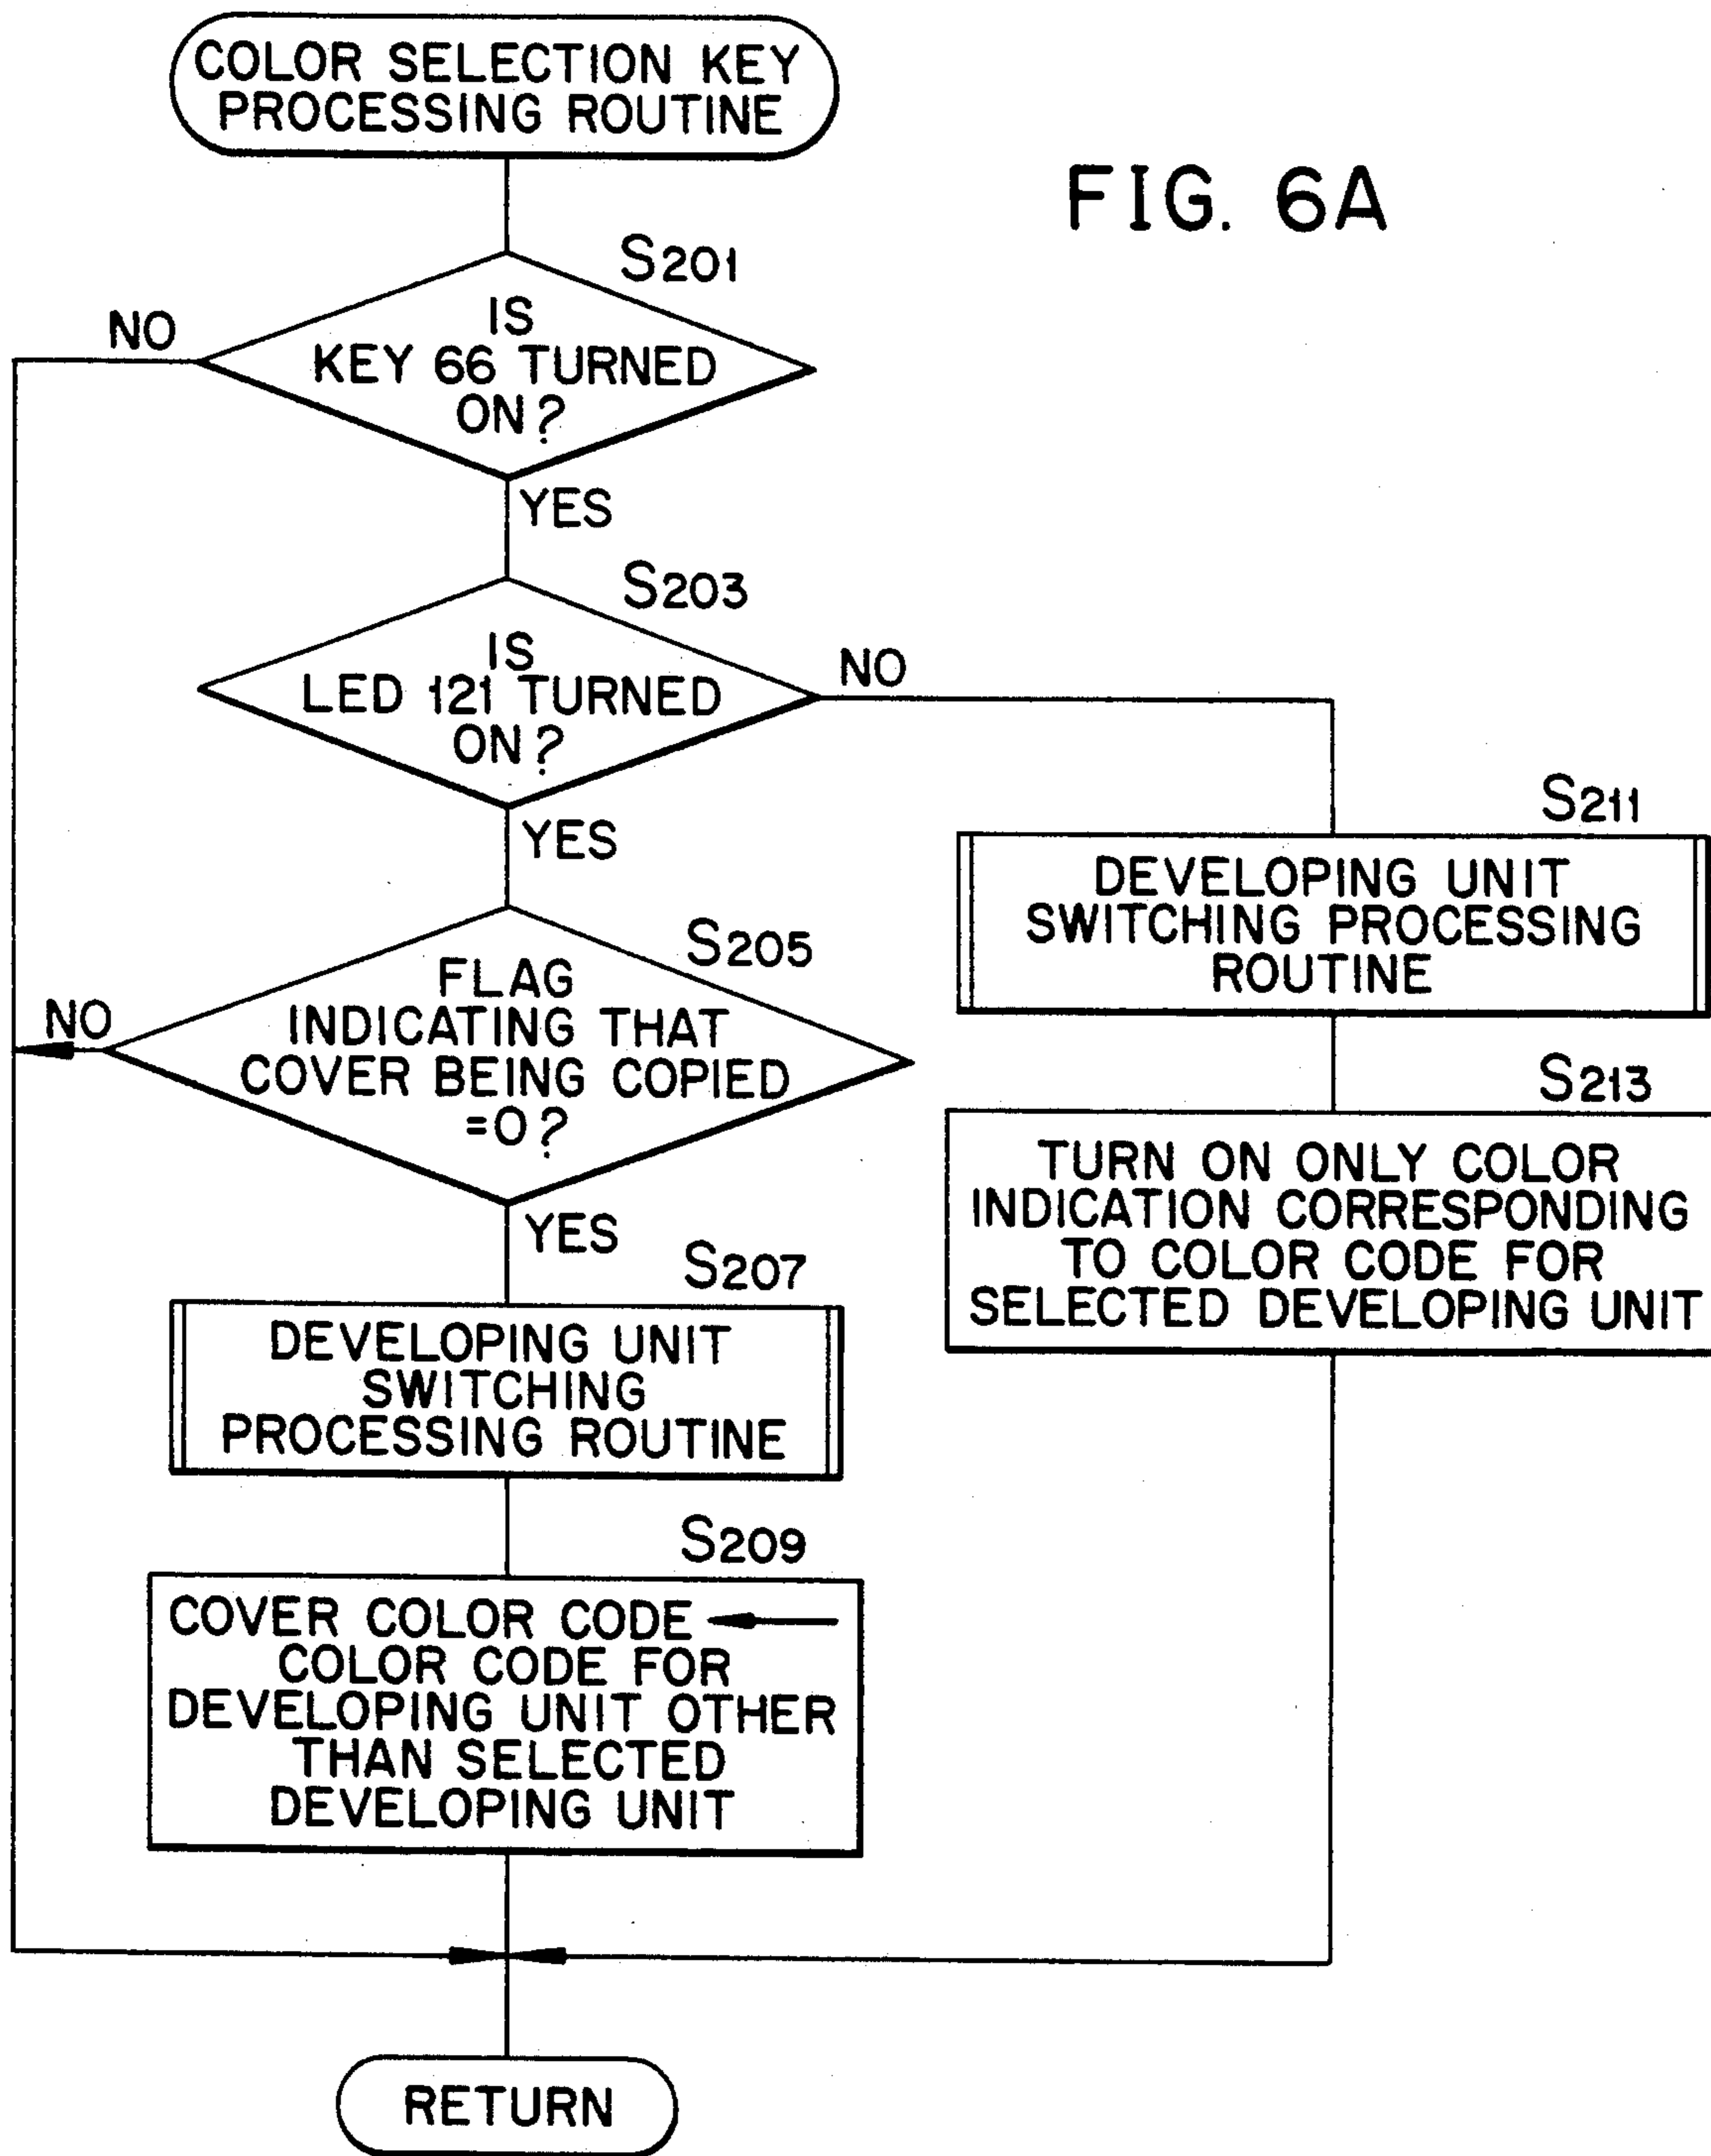 COLOR SELECTION KEY
PROCESSING ROUTINE
FIG. 6A
S201
NO
IS
KEY 66 TURNED
ON?
YES
S203
IS
LED 121 TURNED
ON?
NO
YES
S205
FLAG
INDICATING THAT
COVER BEING COPIED
=0?
NO
YES
S207
DEVELOPING UNIT
SWITCHING
PROCESSING ROUTINE
S209
COVER COLOR CODE ←
COLOR CODE FOR
DEVELOPING UNIT OTHER
THAN SELECTED
DEVELOPING UNIT
S211
DEVELOPING UNIT
SWITCHING PROCESSING
ROUTINE
S213
TURN ON ONLY COLOR
INDICATION CORRESPONDING
TO COLOR CODE FOR
SELECTED DEVELOPING UNIT
RETURN